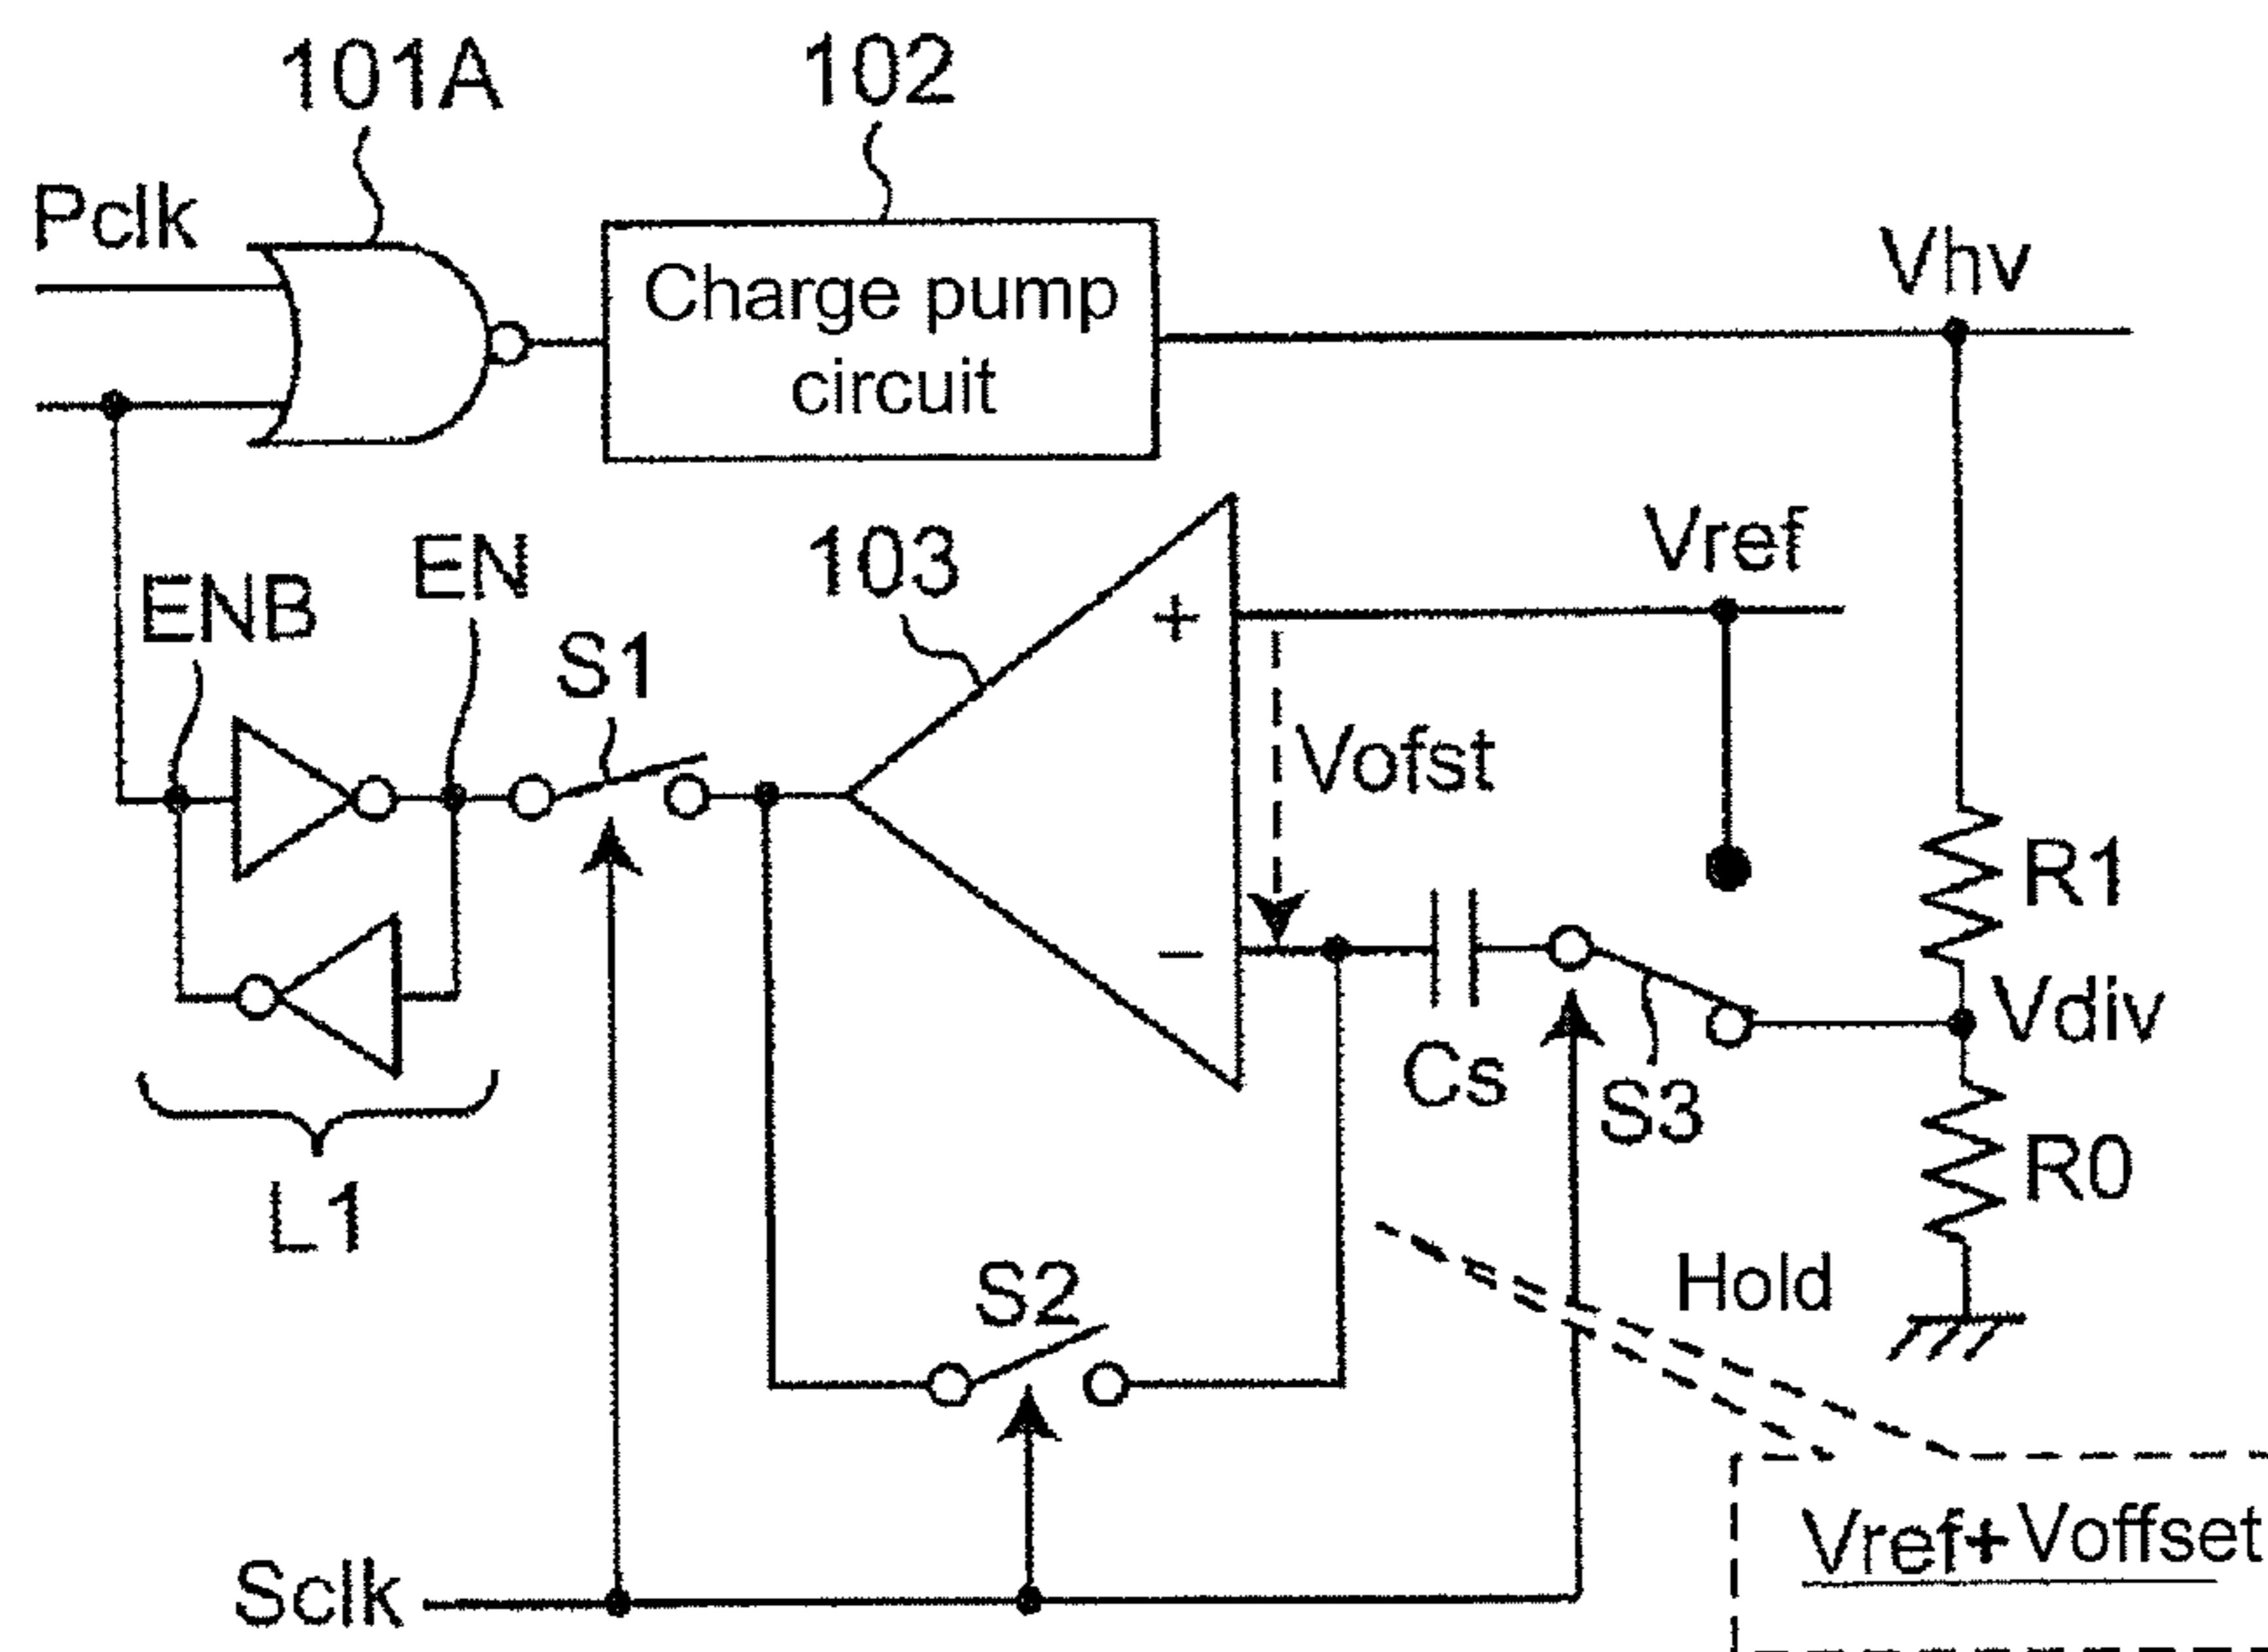 101A
102
Pclk
Charge pump
circuit
Vhv
103
Vref
EN
ENB
S1
+
Vofst
R1
−
Vdiv
Cs
S3
R0
L1
S2
Hold
Vref+Voffset
Sclk